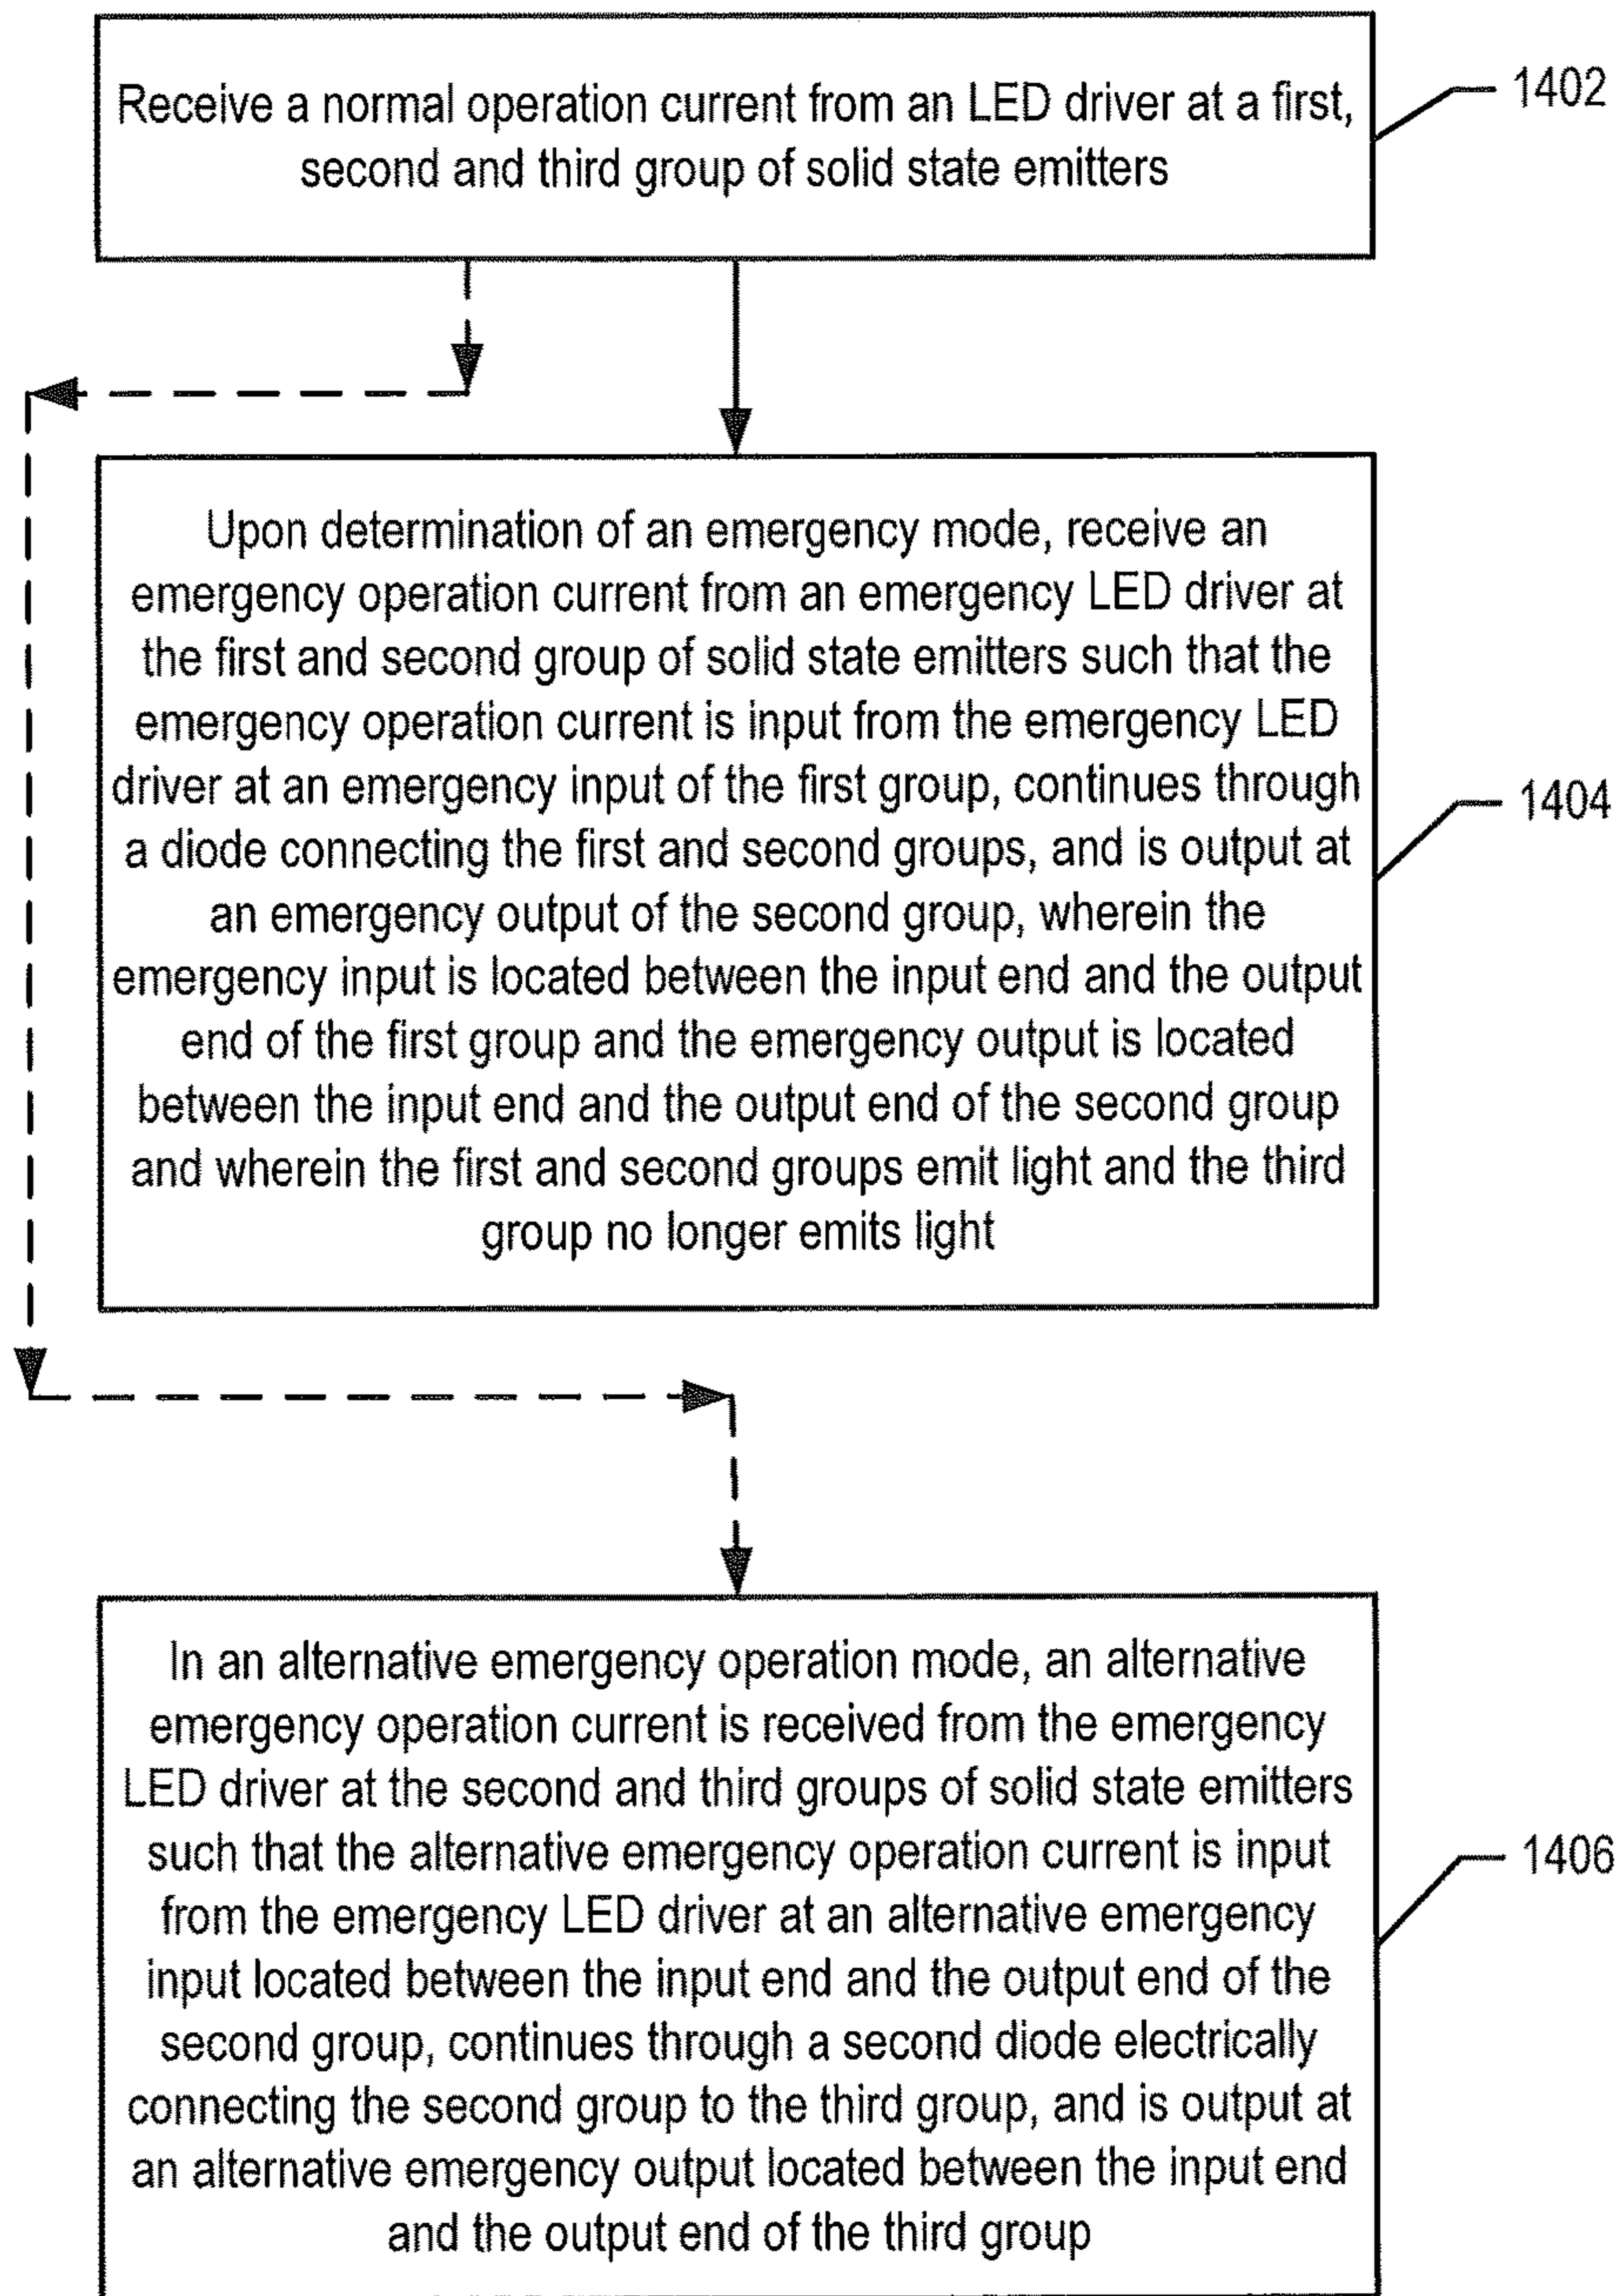 Receive a normal operation current from an LED driver at a first,
second and third group of solid state emitters
1402
Upon determination of an emergency mode, receive an
emergency operation current from an emergency LED driver at
the first and second group of solid state emitters such that the
emergency operation current is input from the emergency LED
driver at an emergency input of the first group, continues through
a diode connecting the first and second groups, and is output at
an emergency output of the second group, wherein the
emergency input is located between the input end and the output
end of the first group and the emergency output is located
between the input end and the output end of the second group
and wherein the first and second groups emit light and the third
group no longer emits light
1404
In an alternative emergency operation mode, an alternative
emergency operation current is received from the emergency
LED driver at the second and third groups of solid state emitters
such that the alternative emergency operation current is input
from the emergency LED driver at an alternative emergency
input located between the input end and the output end of the
second group, continues through a second diode electrically
connecting the second group to the third group, and is output at
an alternative emergency output located between the input end
and the output end of the third group
1406